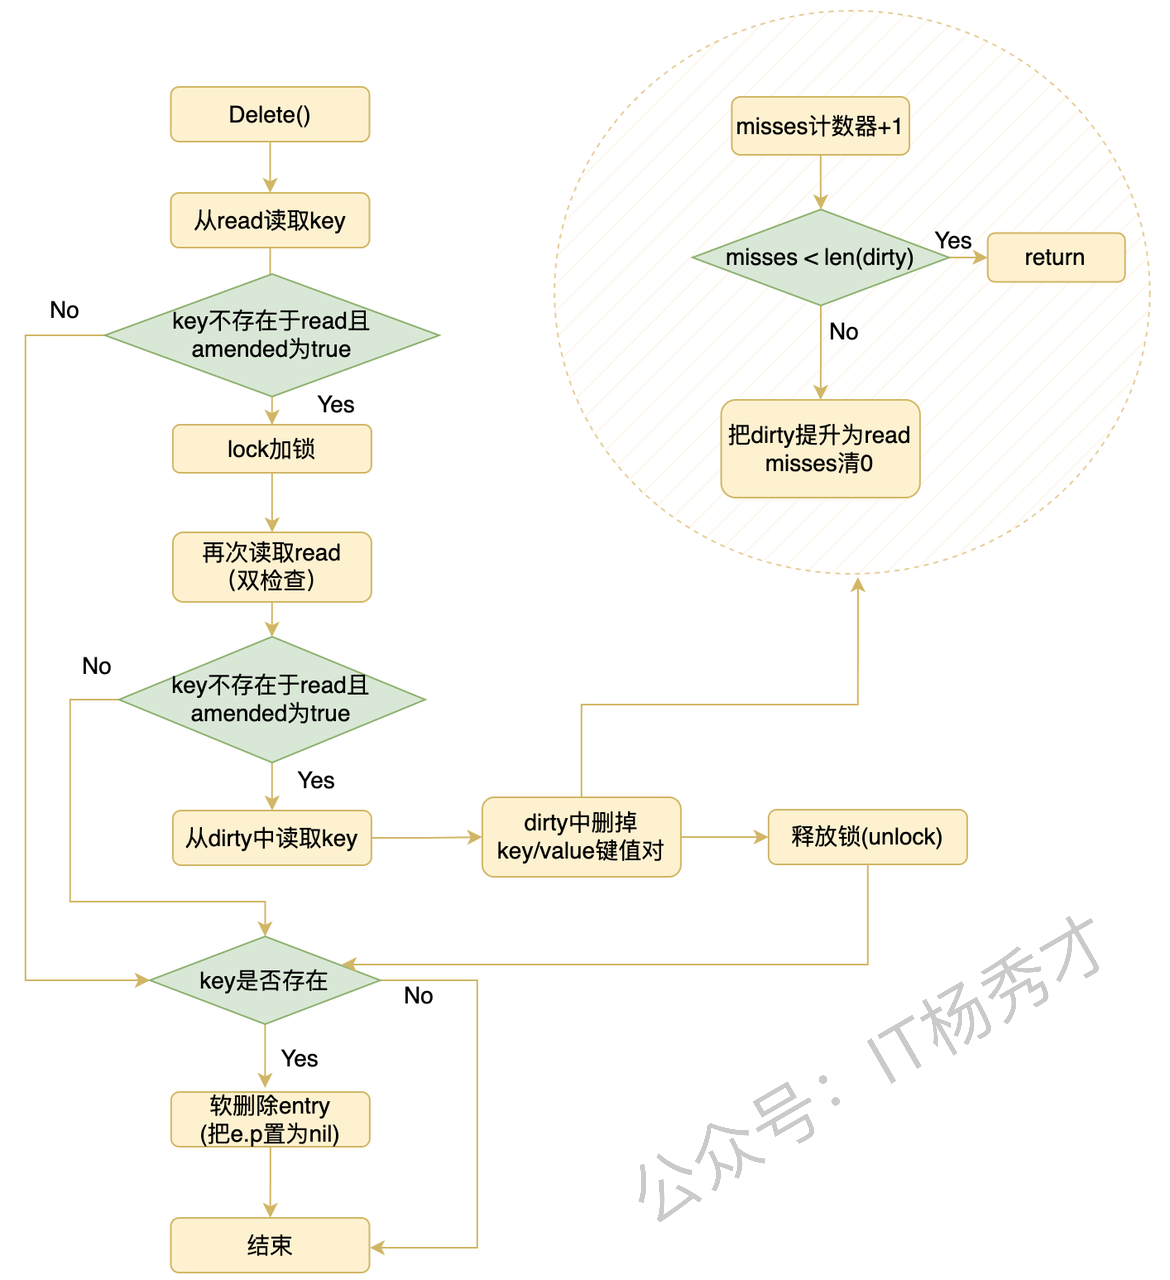 Delete()
从read读取key
key不存在于read且
amended为true
No
Yes
lock加锁
再次读取read
（双检查）
key不存在于read且
amended为true
No
Yes
从dirty中读取key
dirty中删掉
key/value键值对
释放锁(unlock)
key是否存在
No
Yes
软删除entry
(把e.p置为nil)
结束
misses计数器+1
misses < len(dirty)
Yes
return
No
把dirty提升为read
misses清0
公众号：IT杨秀才